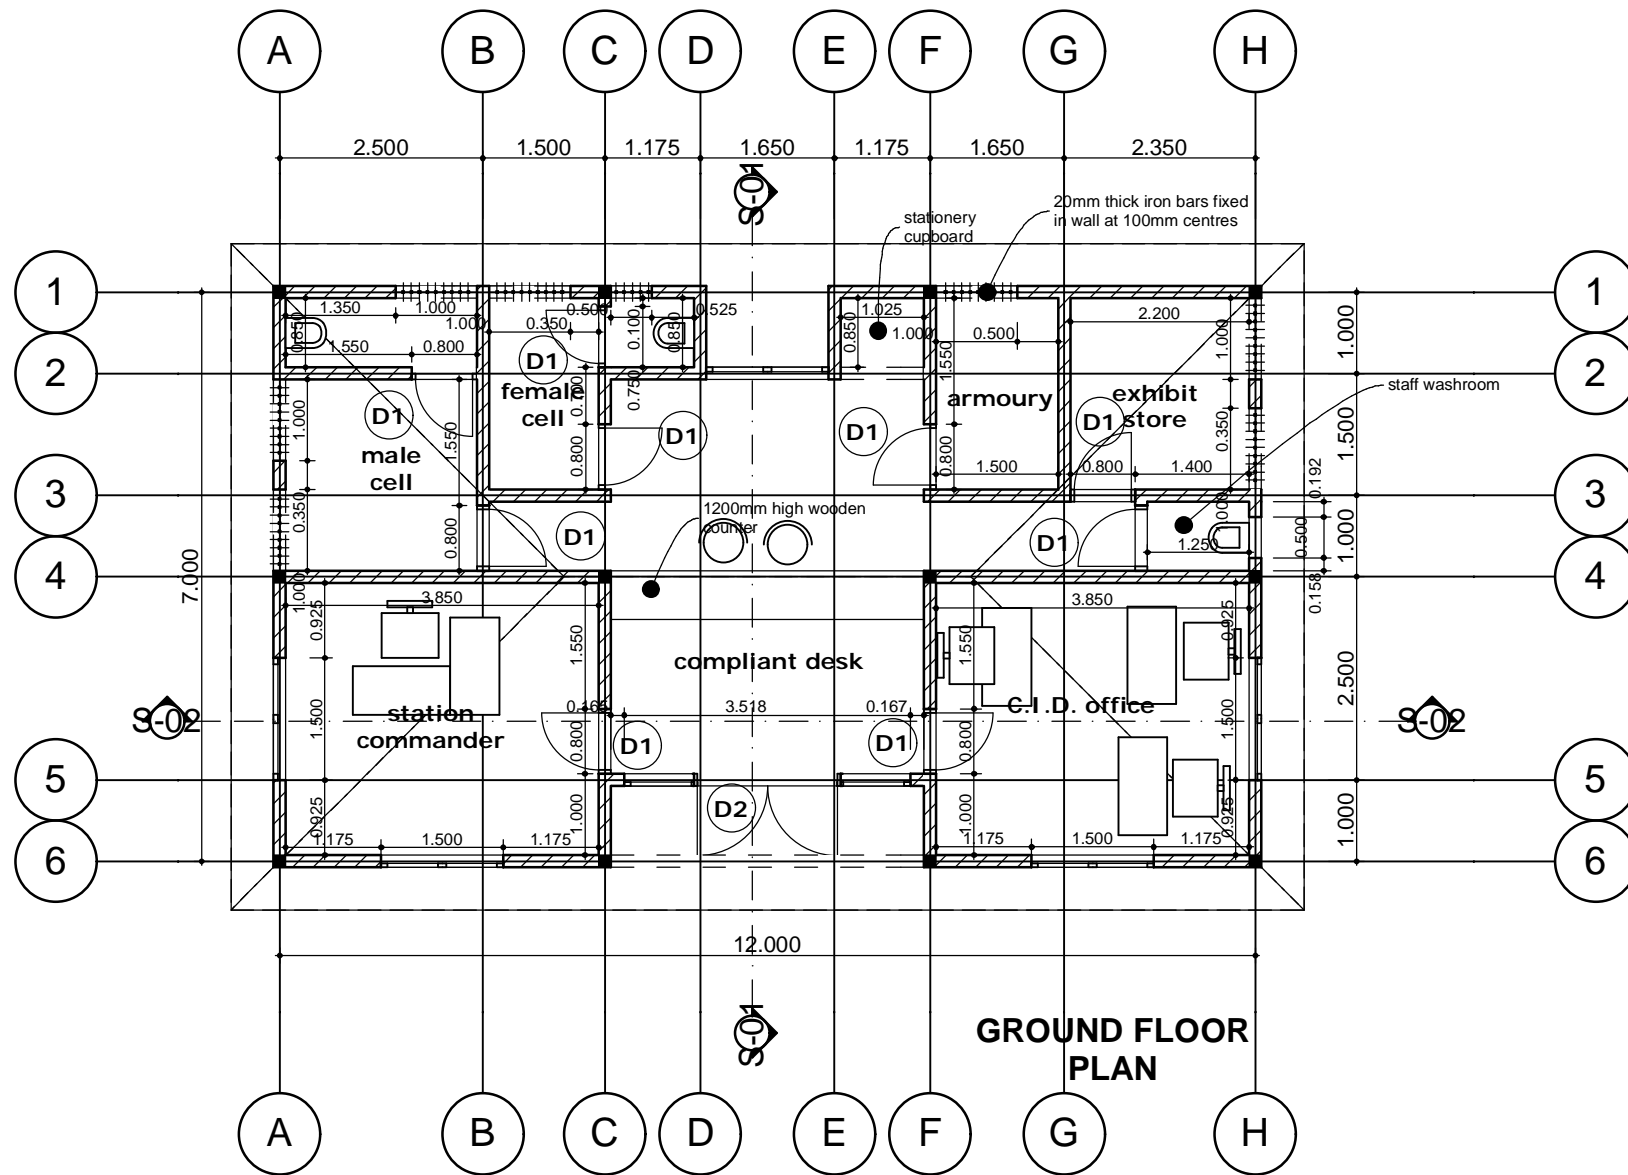 A B C D E F G H
2.500 1.500 1.175 1.650 1.175 1.650 2.350
S-01
20mm thick iron bars fixed
in wall at 100mm centres
stationery
cupboard
1 1
1.350 1.000 0.500 0.525 1.025 2.200
0.850 1.000 0.350 0.100 0.850 0.850 1.000 0.500 1.000 1.000
1.550 0.800 1.550
D1
2 2
staff washroom
female
cell
armoury
exhibit
store
0.700 0.750
D1 D1 D1 D1
1.000 1.550 0.350 1.500
male
cell
0.800 0.800
1.500 0.800 1.400
3 3
0.192
1200mm high wooden
counter
0.350 0.800 1.000 0.500 1.000
D1 D1
1.250
7.000
4 4
0.158
1.000
3.850 3.850
0.925 1.550 1.550 0.925
compliant desk
2.500
station
commander
C.I.D. office
0.165 3.518 0.167
S-02 S-02
1.500 0.800 0.800 1.500
D1 D1
5 5
D2
0.925 1.000 1.000 0.925 1.000
1.175 1.500 1.175 1.175 1.500 1.175
6 6
12.000
S-01
GROUND FLOOR
PLAN
A B C D E F G H